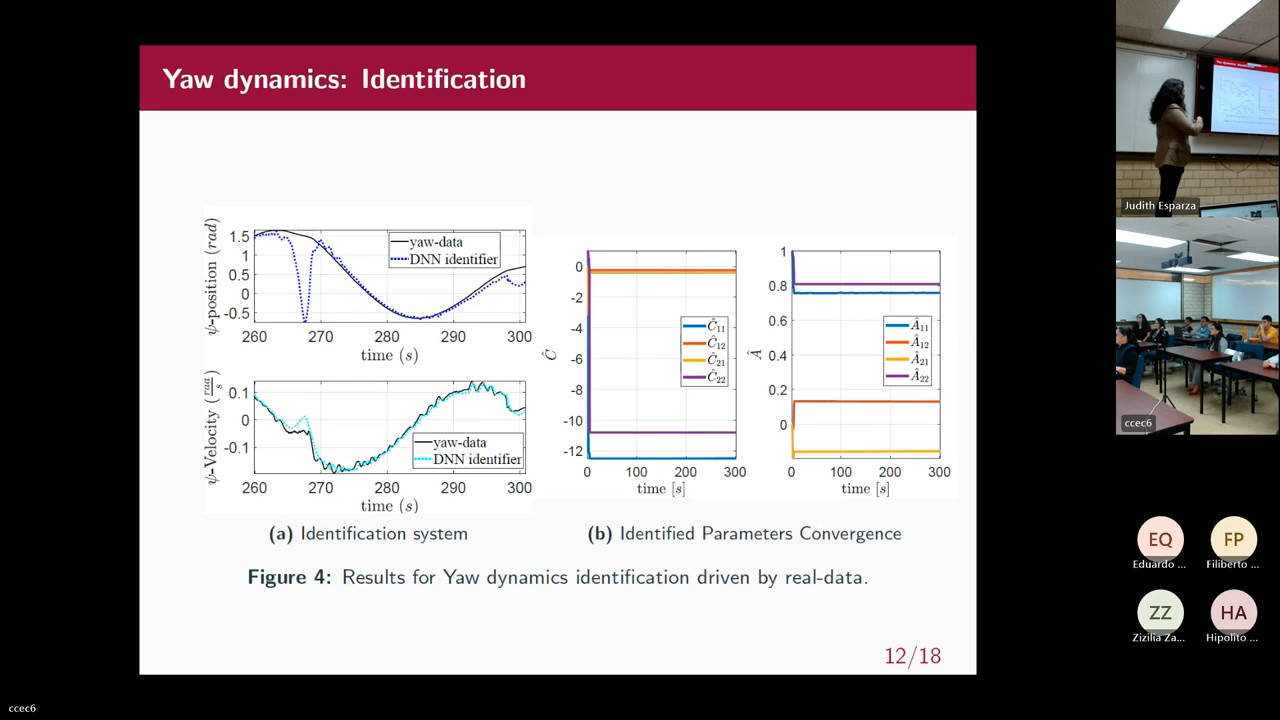 Yaw dynamics: Identification
ψ-position (rad)
1.5
1
0.5
0
-0.5
yaw-data
DNN identifier
260 270 280 290 300
time (s)
ψ-Velocity (rad/s)
0.1
0
-0.1
yaw-data
DNN identifier
260 270 280 290 300
time (s)
(a) Identification system
Ĉ
0
-2
-4
-6
-8
-10
-12
Ĉ11
Ĉ12
Ĉ21
Ĉ22
0 100 200 300
time [s]
Â
1
0.8
0.6
0.4
0.2
0
Â11
Â12
Â21
Â22
0 100 200 300
time [s]
(b) Identified Parameters Convergence
Figure 4: Results for Yaw dynamics identification driven by real-data.
12/18
Judith Esparza
ccec6
EQ
Eduardo ...
FP
Filiberto ...
ZZ
Zizilia Za...
HA
Hipolito ...
ccec6